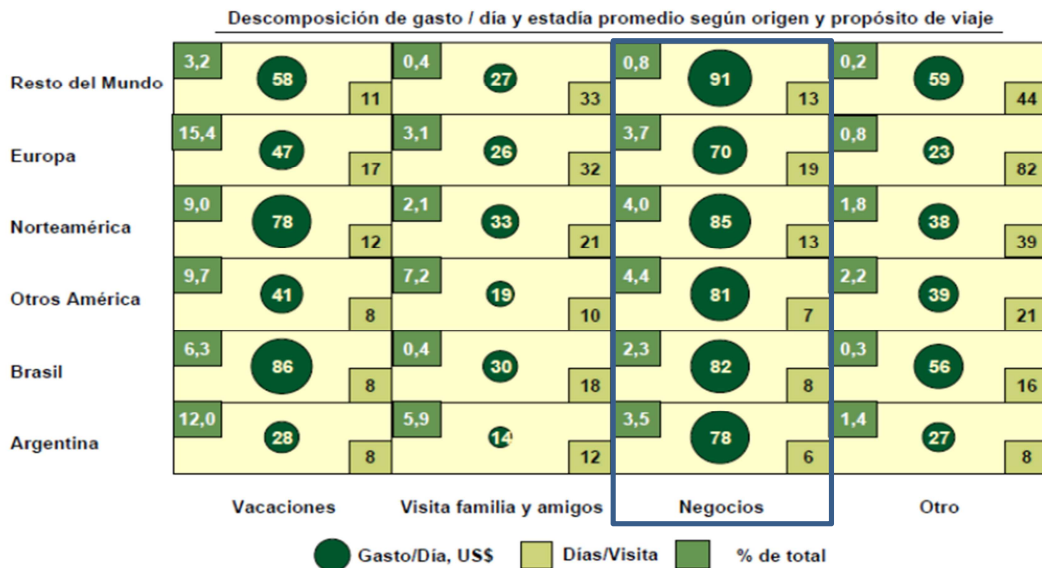 Descomposición de gasto / día y estadía promedio según origen y propósito de viaje
Resto del Mundo
3,2 58 11 0,4 27 33 0,8 91 13 0,2 59 44
Europa
15,4 47 17 3,1 26 32 3,7 70 19 0,8 23 82
Norteamérica
9,0 78 12 2,1 33 21 4,0 85 13 1,8 38 39
Otros América
9,7 41 8 7,2 19 10 4,4 81 7 2,2 39 21
Brasil
6,3 86 8 0,4 30 18 2,3 82 8 0,3 56 16
Argentina
12,0 28 8 5,9 14 12 3,5 78 6 1,4 27 8
Vacaciones Visita familia y amigos Negocios Otro
Gasto/Día, US$ Días/Visita % de total